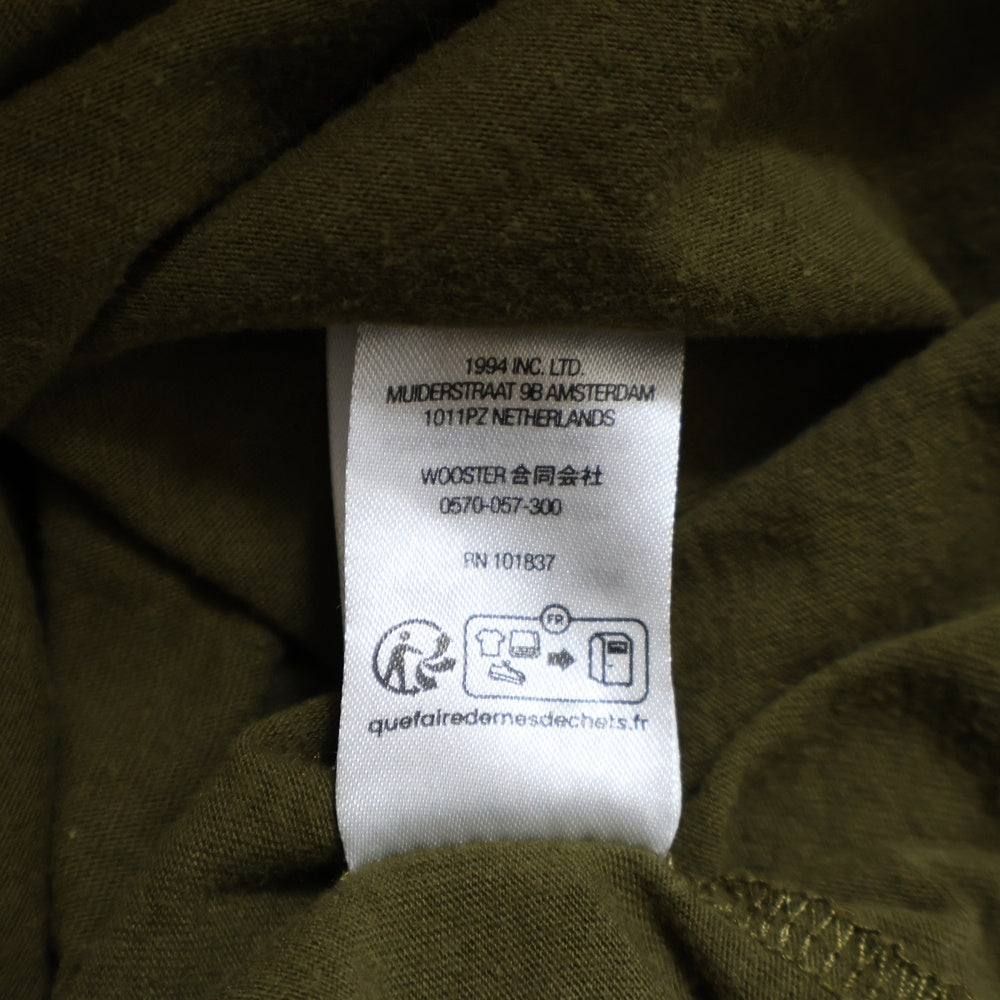 1994 INC. LTD.
MUIDERSTRAAT 9B AMSTERDAM
1011PZ NETHERLANDS
WOOSTER 合同会社
0570-057-300
RN 101837
FR
quefairedemesdechets.fr